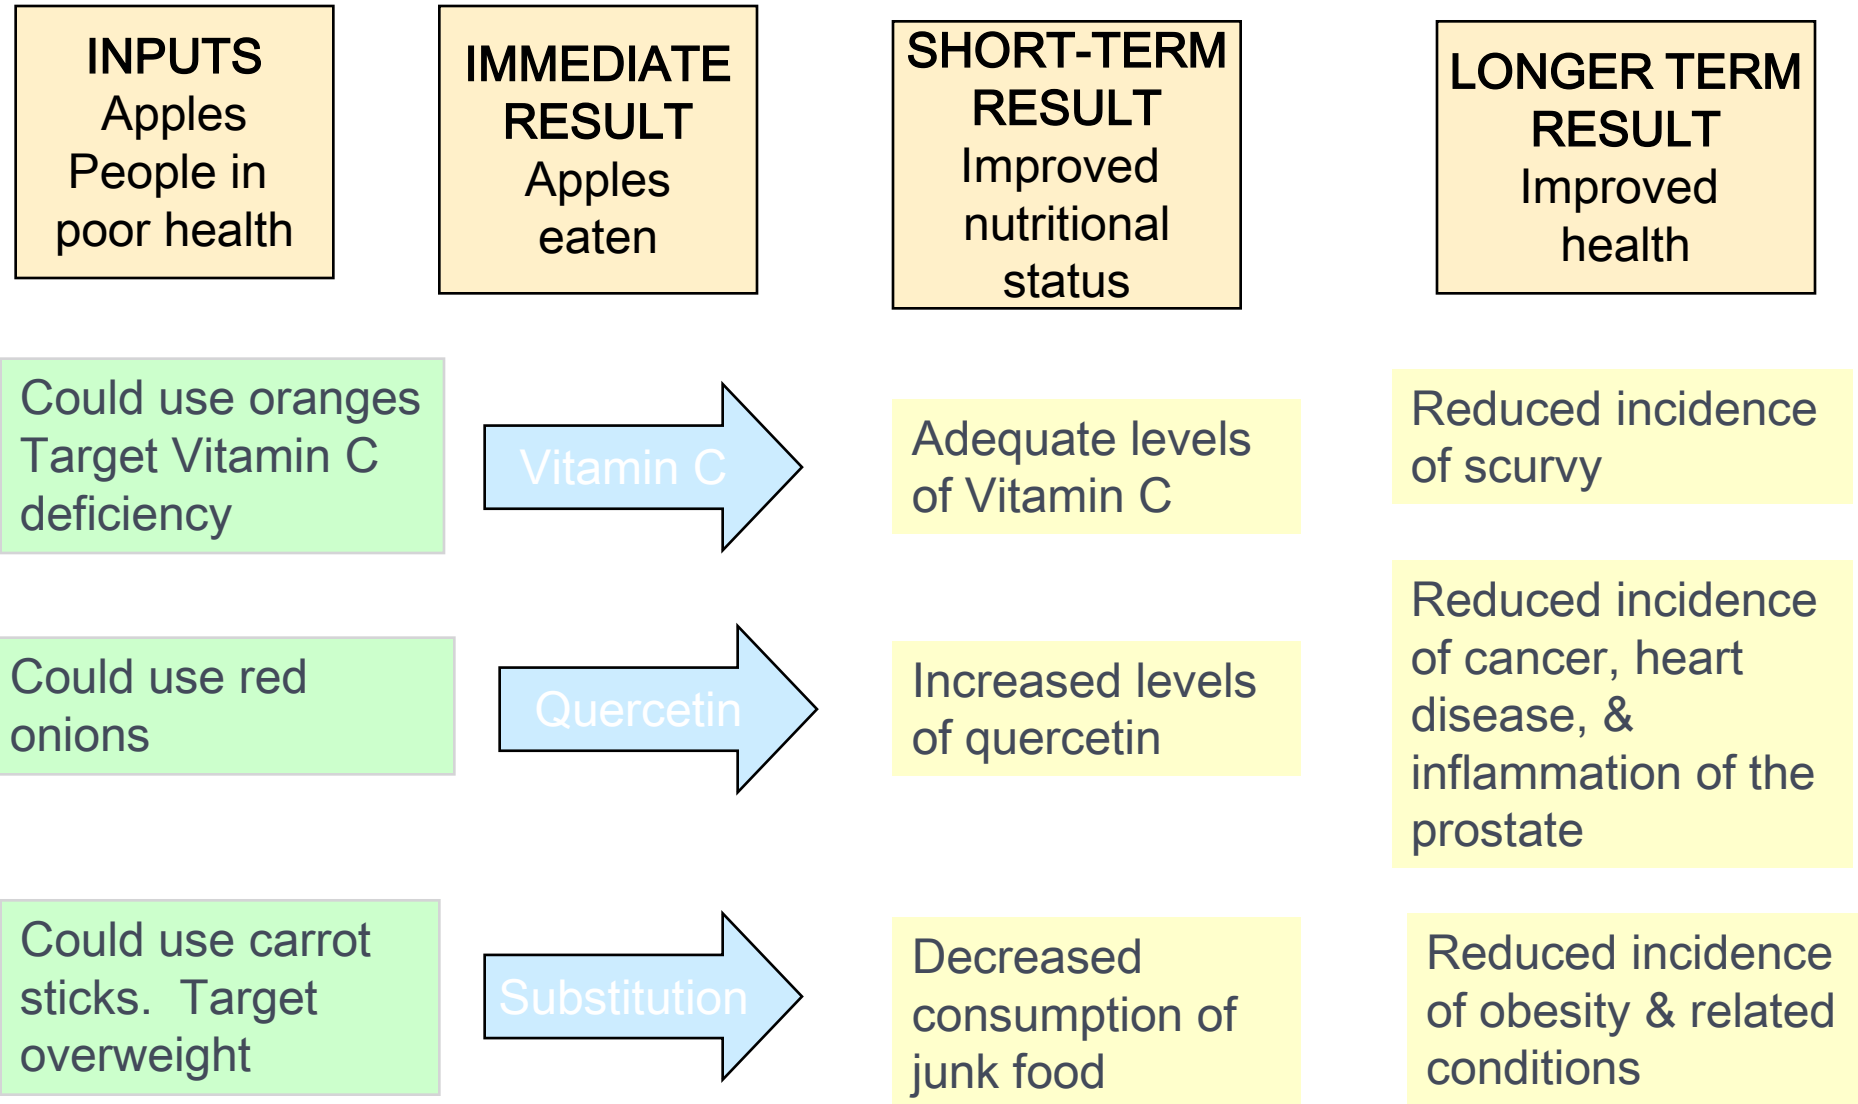 INPUTS
Apples
People in
poor health
IMMEDIATE
RESULT
Apples
eaten
SHORT-TERM
RESULT
Improved
nutritional
status
LONGER TERM
RESULT
Improved
health
Could use oranges
Target Vitamin C
deficiency
Vitamin C
Adequate levels
of Vitamin C
Reduced incidence
of scurvy
Could use red
onions
Quercetin
Increased levels
of quercetin
Reduced incidence
of cancer, heart
disease, &
inflammation of the
prostate
Could use carrot
sticks.  Target
overweight
Substitution
Decreased
consumption of
junk food
Reduced incidence
of obesity & related
conditions